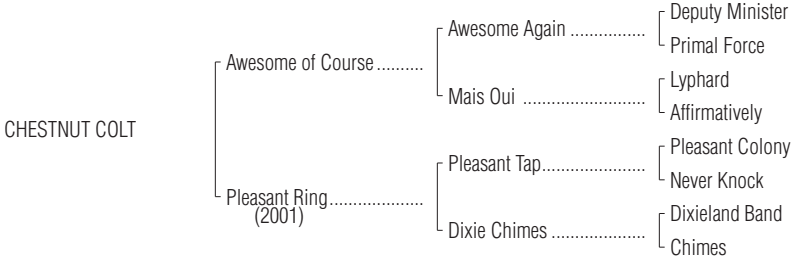 Deputy Minister
Awesome Again ................
Primal Force
Awesome of Course ..........
Lyphard
Mais Oui ..........................
Affirmatively
CHESTNUT COLT
Pleasant Colony
Pleasant Tap......................
Never Knock
Pleasant Ring....................
(2001)
Dixieland Band
Dixie Chimes ....................
Chimes